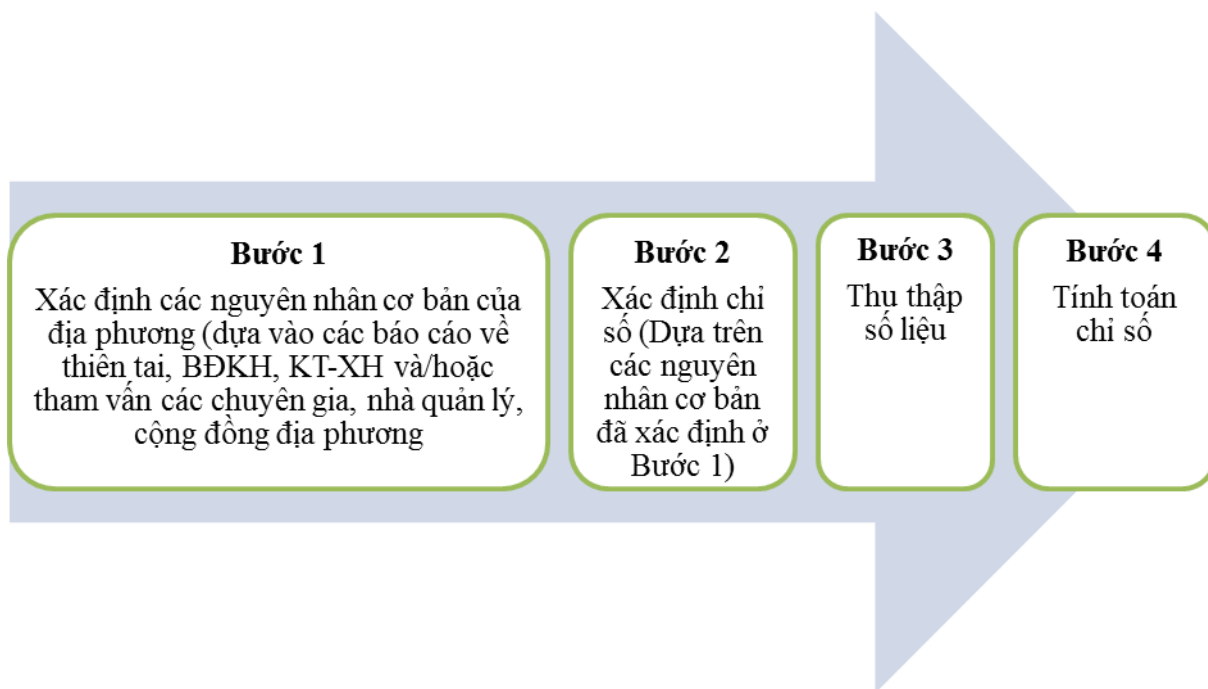 Bước 1
Xác định các nguyên nhân cơ bản của
địa phương (dựa vào các báo cáo về
thiên tai, BĐKH, KT-XH và/hoặc
tham vấn các chuyên gia, nhà quản lý,
cộng đồng địa phương
Bước 2
Xác định chỉ
số (Dựa trên
các nguyên
nhân cơ bản
đã xác định ở
Bước 1)
Bước 3
Thu thập
số liệu
Bước 4
Tính toán
chỉ số